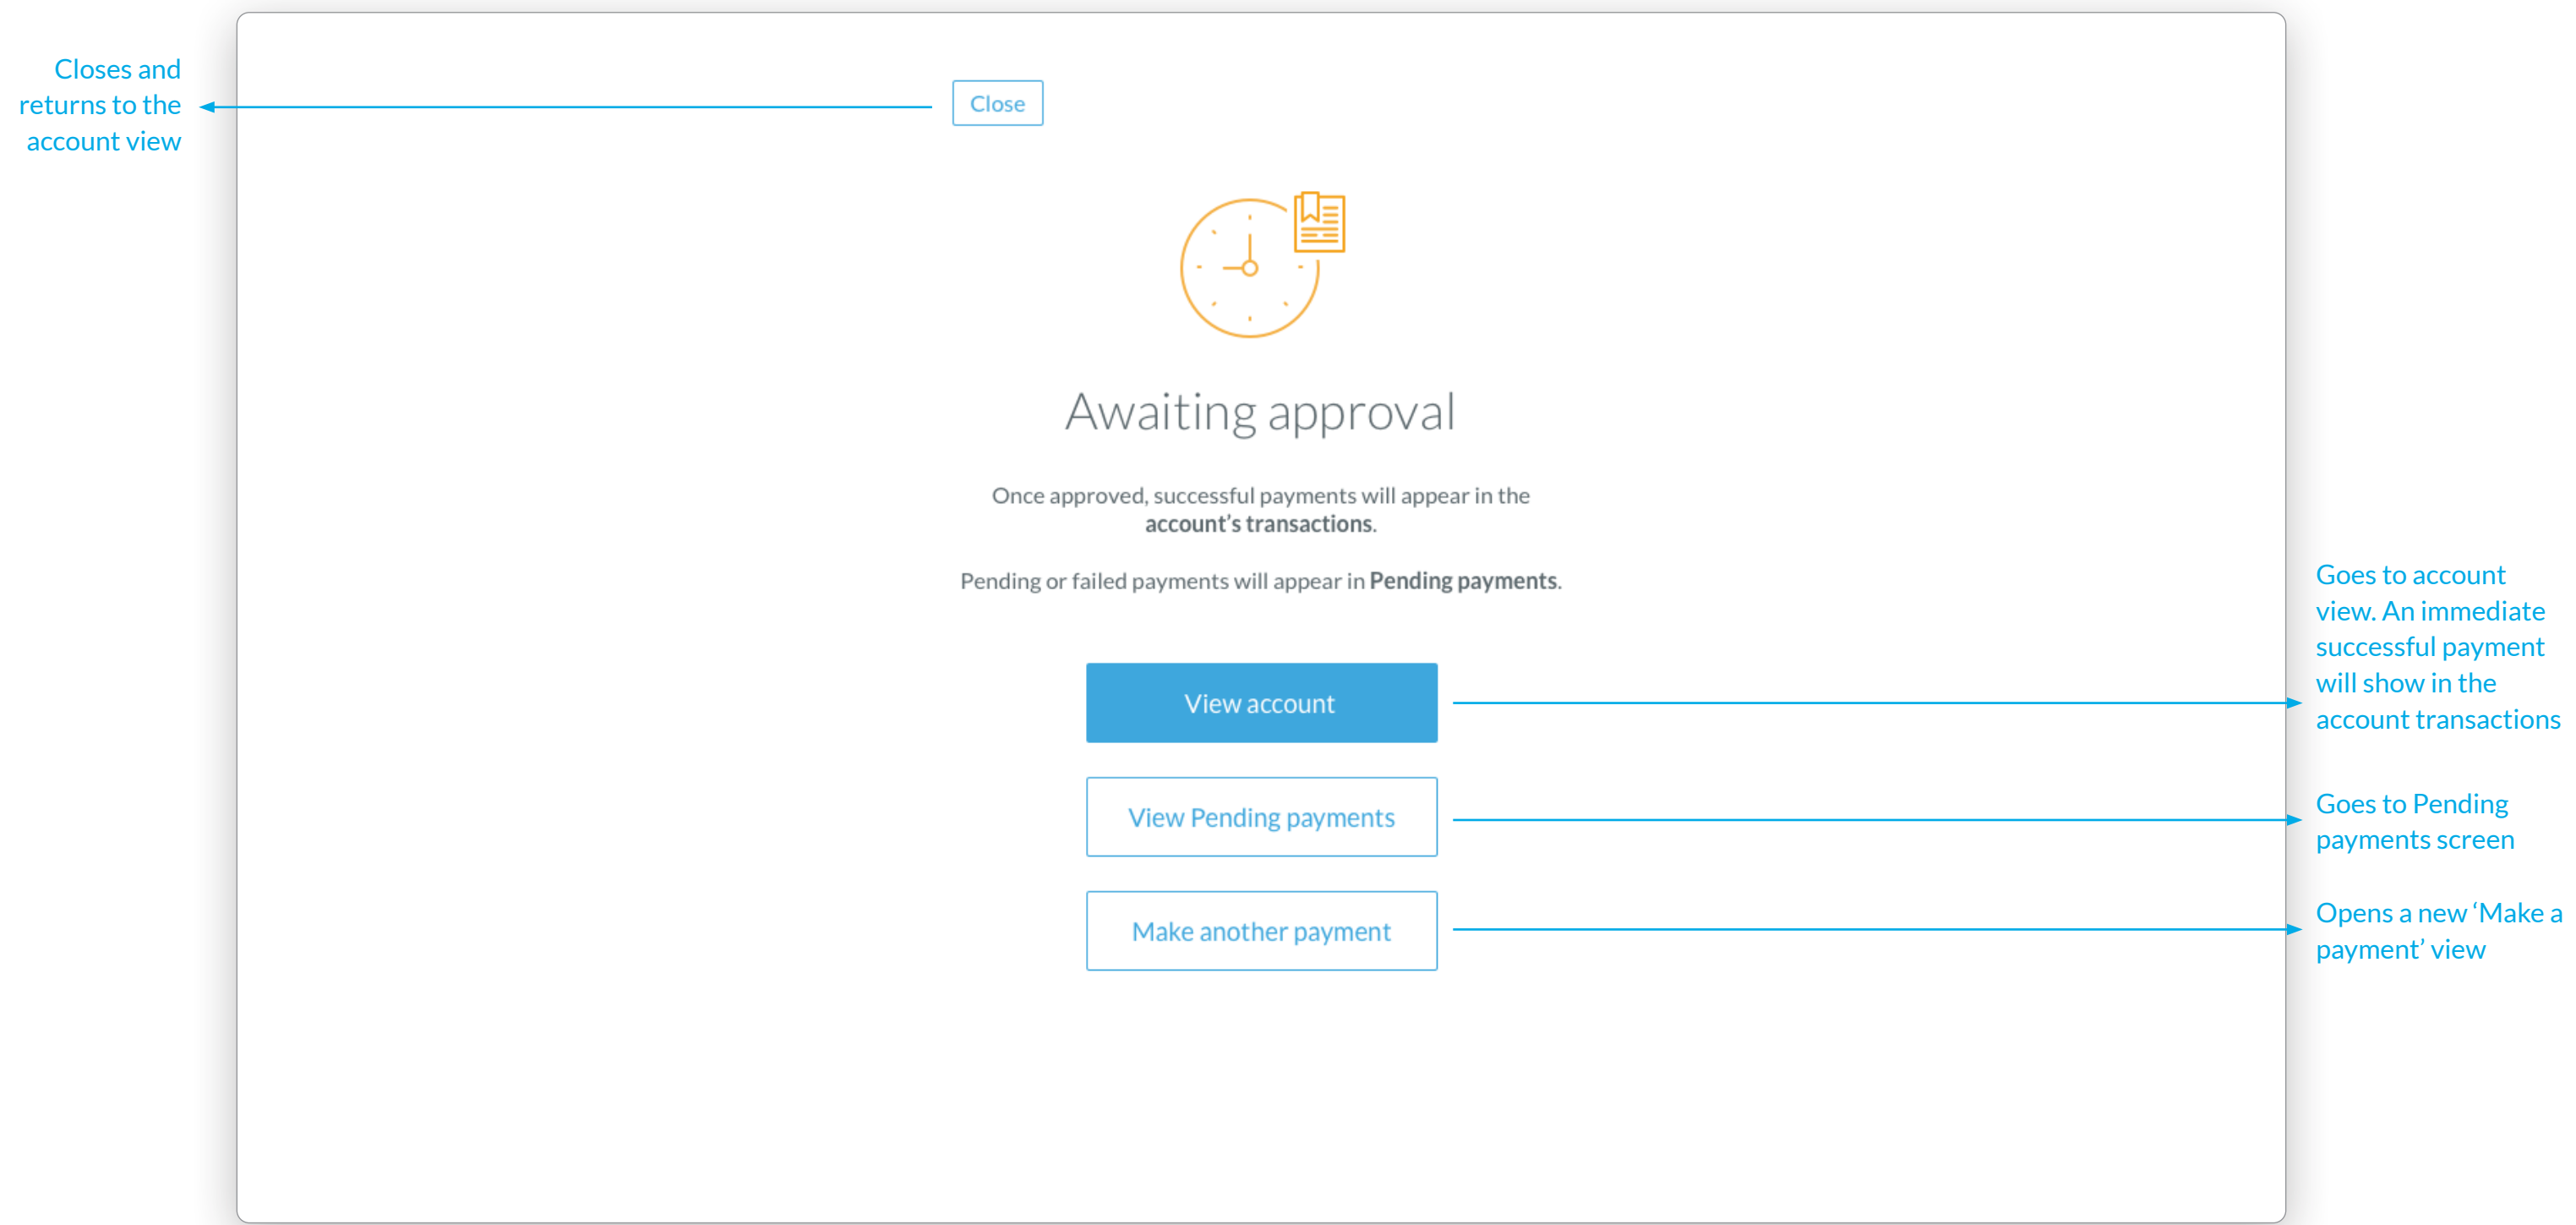 Closes and
returns to the
account view
Close
Awaiting approval
Once approved, successful payments will appear in the
account’s transactions.
Pending or failed payments will appear in Pending payments.
View account
Goes to account
view. An immediate
successful payment
will show in the
account transactions
View Pending payments
Goes to Pending
payments screen
Make another payment
Opens a new ‘Make a
payment’ view